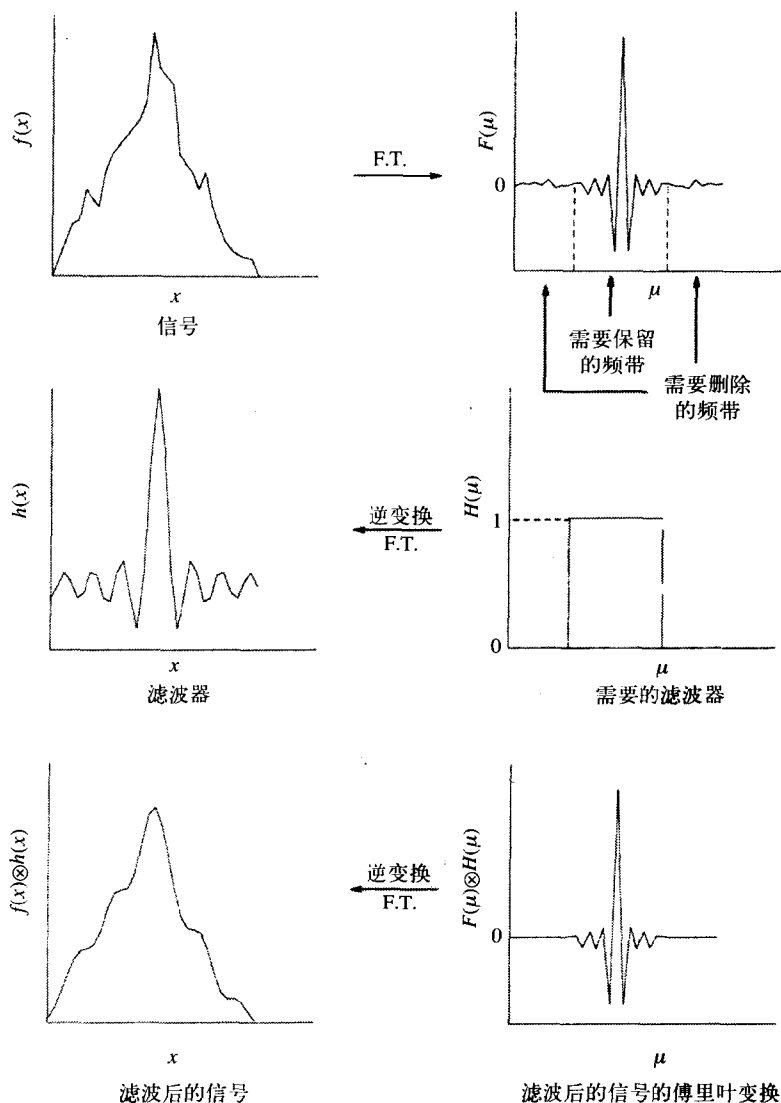 f(x)
F.T.
F(μ)
0
x
信号
μ
需要保留
的频带
需要删除
的频带
h(x)
逆变换
F.T.
H(μ)
1
0
x
滤波器
μ
需要的滤波器
f(x)⊗h(x)
逆变换
F.T.
F(μ)⊗H(μ)
0
x
滤波后的信号
μ
滤波后的信号的傅里叶变换